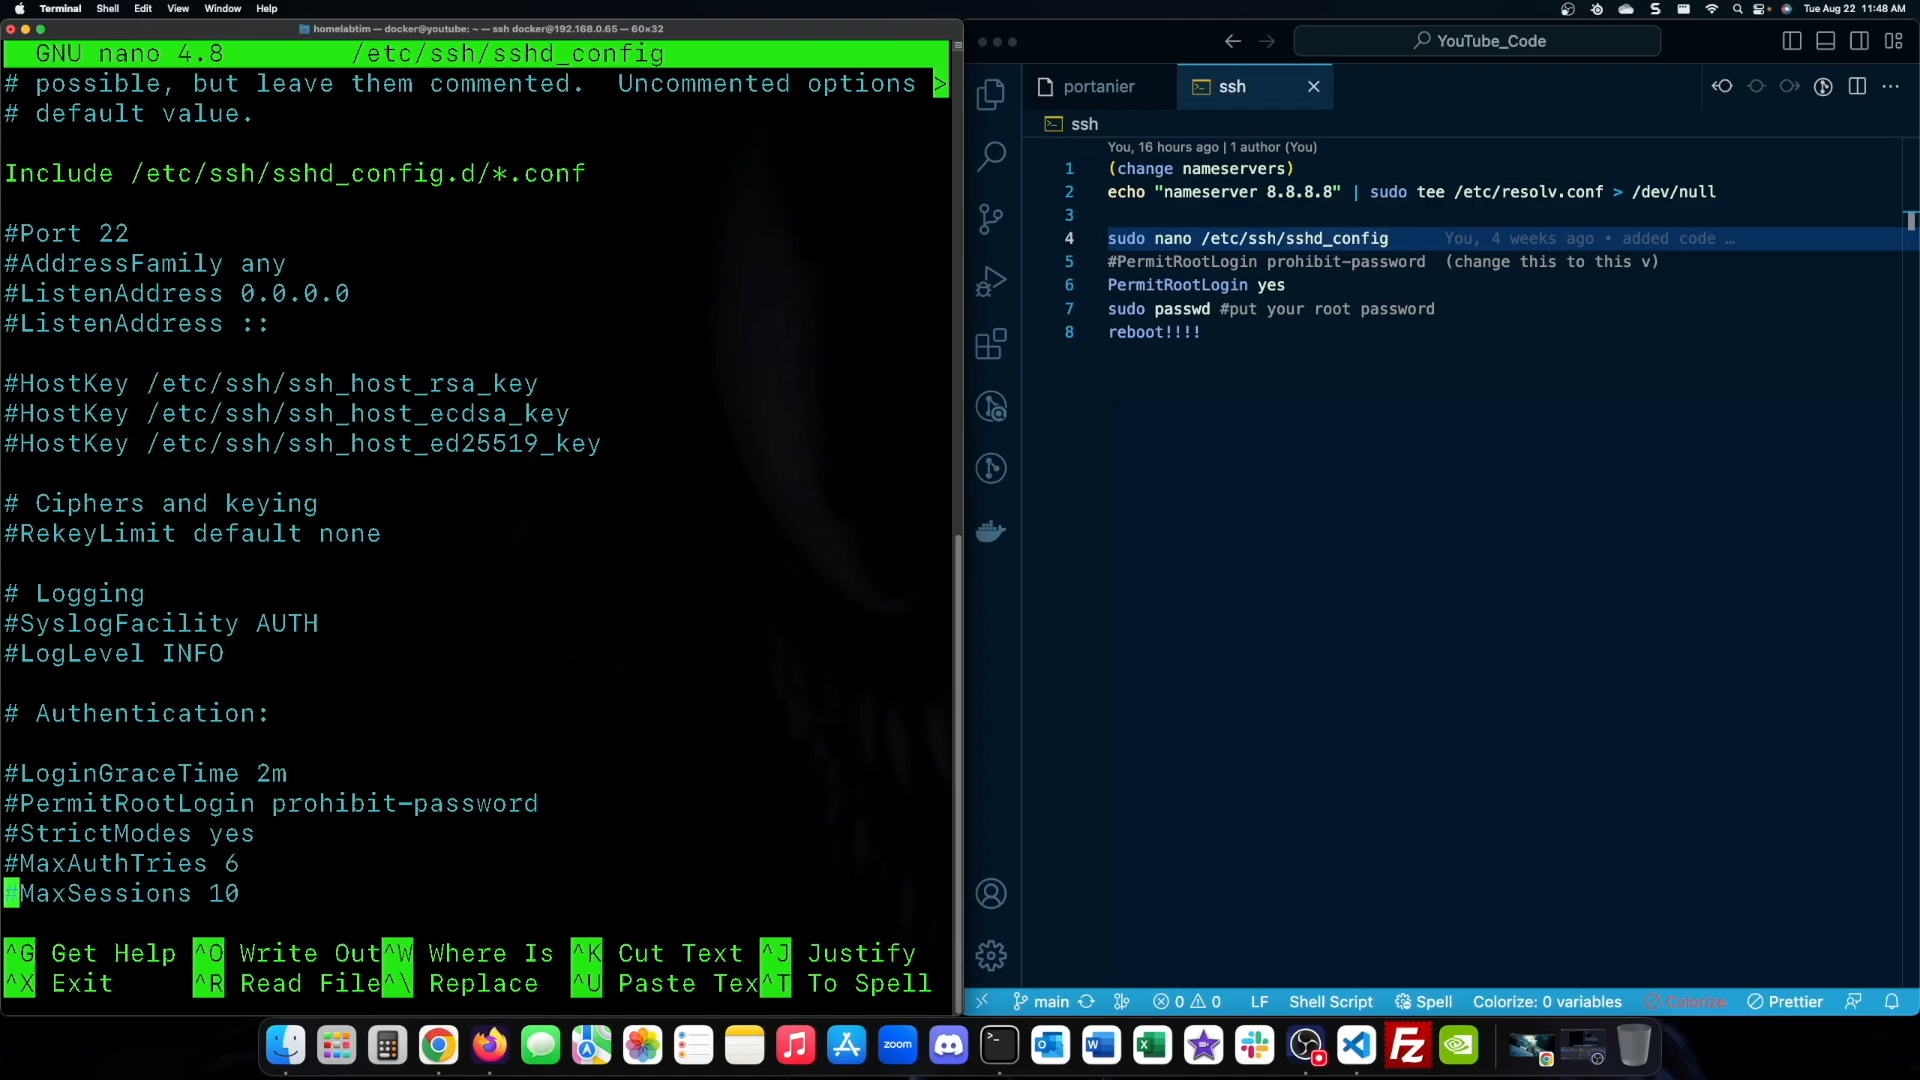 Terminal Shell Edit View Window Help
Tue Aug 22 11:48 AM
homelabtim — docker@youtube: ~ — ssh docker@192.168.0.65 — 60×32
GNU nano 4.8 /etc/ssh/sshd_config
# possible, but leave them commented.  Uncommented options >
# default value.
Include /etc/ssh/sshd_config.d/*.conf
#Port 22
#AddressFamily any
#ListenAddress 0.0.0.0
#ListenAddress ::
#HostKey /etc/ssh/ssh_host_rsa_key
#HostKey /etc/ssh/ssh_host_ecdsa_key
#HostKey /etc/ssh/ssh_host_ed25519_key
# Ciphers and keying
#RekeyLimit default none
# Logging
#SyslogFacility AUTH
#LogLevel INFO
# Authentication:
#LoginGraceTime 2m
#PermitRootLogin prohibit-password
#StrictModes yes
#MaxAuthTries 6
#MaxSessions 10
^G Get Help ^O Write Out ^W Where Is ^K Cut Text ^J Justify
^X Exit ^R Read File ^\ Replace ^U Paste Tex ^T To Spell
YouTube_Code
portanier
ssh
ssh
You, 16 hours ago | 1 author (You)
1 (change nameservers)
2 echo "nameserver 8.8.8.8" | sudo tee /etc/resolv.conf > /dev/null
3
4 sudo nano /etc/ssh/sshd_config You, 4 weeks ago • added code …
5 #PermitRootLogin prohibit-password (change this to this v)
6 PermitRootLogin yes
7 sudo passwd #put your root password
8 reboot!!!!
main 0 0 LF Shell Script Spell Colorize: 0 variables Colorize Prettier
zoom